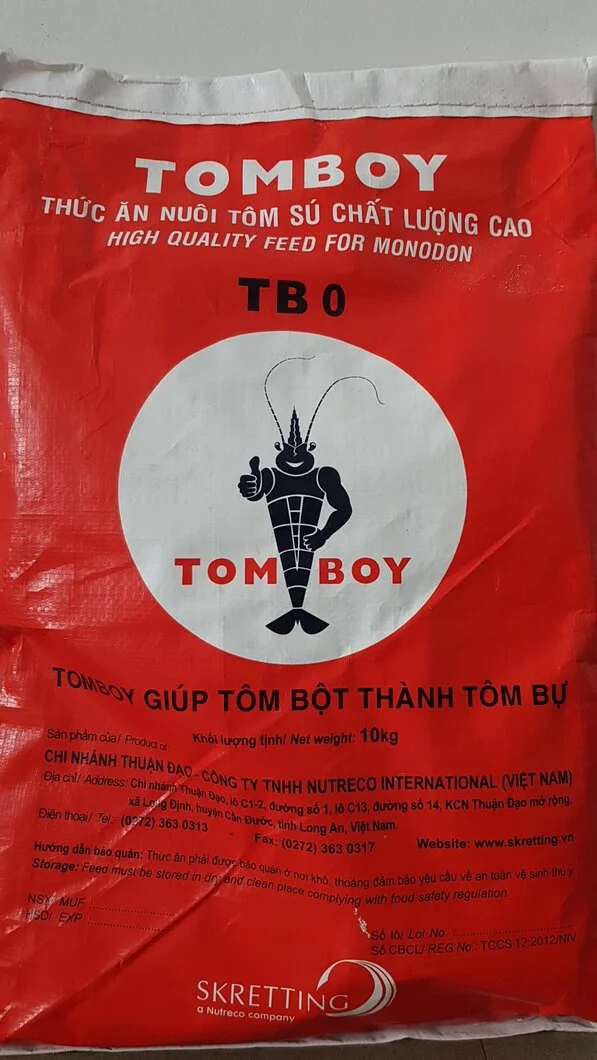 TOMBOY
THỨC ĂN NUÔI TÔM SÚ CHẤT LƯỢNG CAO
HIGH QUALITY FEED FOR MONODON
TB 0
TOM BOY
TOMBOY GIÚP TÔM BỘT THÀNH TÔM BỰ
Sản phẩm của/ Product of: Khối lượng tịnh/ Net weight: 10kg
CHI NHÁNH THUẬN ĐẠO - CÔNG TY TNHH NUTRECO INTERNATIONAL (VIỆT NAM)
Địa chỉ/ Address: Chi nhánh Thuận Đạo, lô C1-2, đường số 1, lô C13, đường số 14, KCN Thuận Đạo mở rộng,
xã Long Định, huyện Cần Đước, tỉnh Long An, Việt Nam.
Điện thoại/ Tel: (0272) 363 0313 - Fax: (0272) 363 0317 Website: www.skretting.vn
Hướng dẫn bảo quản: Thức ăn phải được bảo quản ở nơi khô, thoáng đảm bảo yêu cầu về an toàn vệ sinh thú y
Storage: Feed must be stored in dry and clean place complying with food safety regulation.
NSX/ MUF
HSD/ EXP
Số lô/ Lot No.
Số CBCL/ REG No.: TCCS 12:2012/NIV
SKRETTING
a Nutreco company